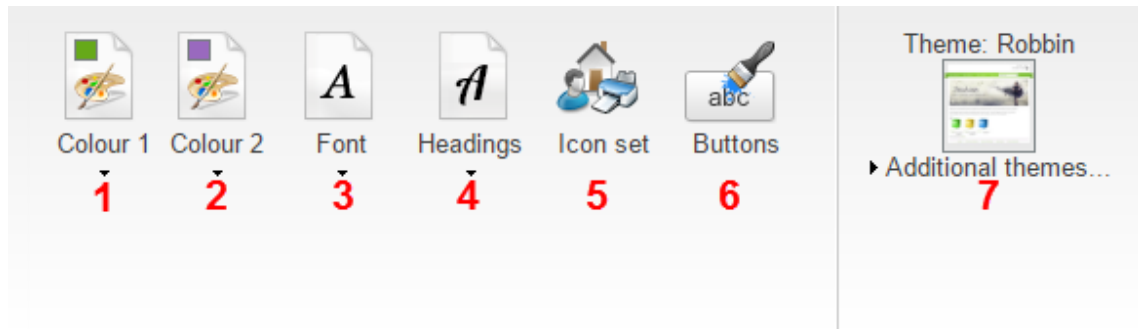 Theme: Robbin
A
A
abc
Colour 1 Colour 2 Font Headings Icon set Buttons
Additional themes...
1 2 3 4 5 6 7